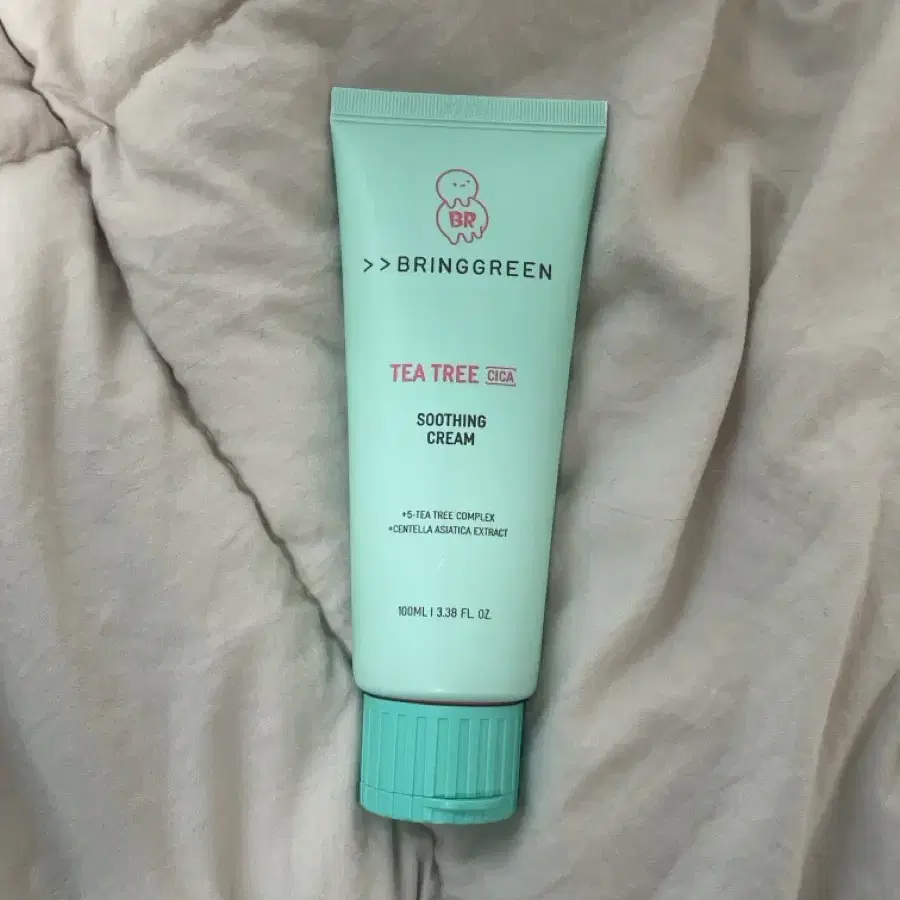 BR
>>BRINGGREEN
TEA TREE CICA
SOOTHING
CREAM
+5-TEA TREE COMPLEX
+CENTELLA ASIATICA EXTRACT
100ML | 3.38 FL. OZ.